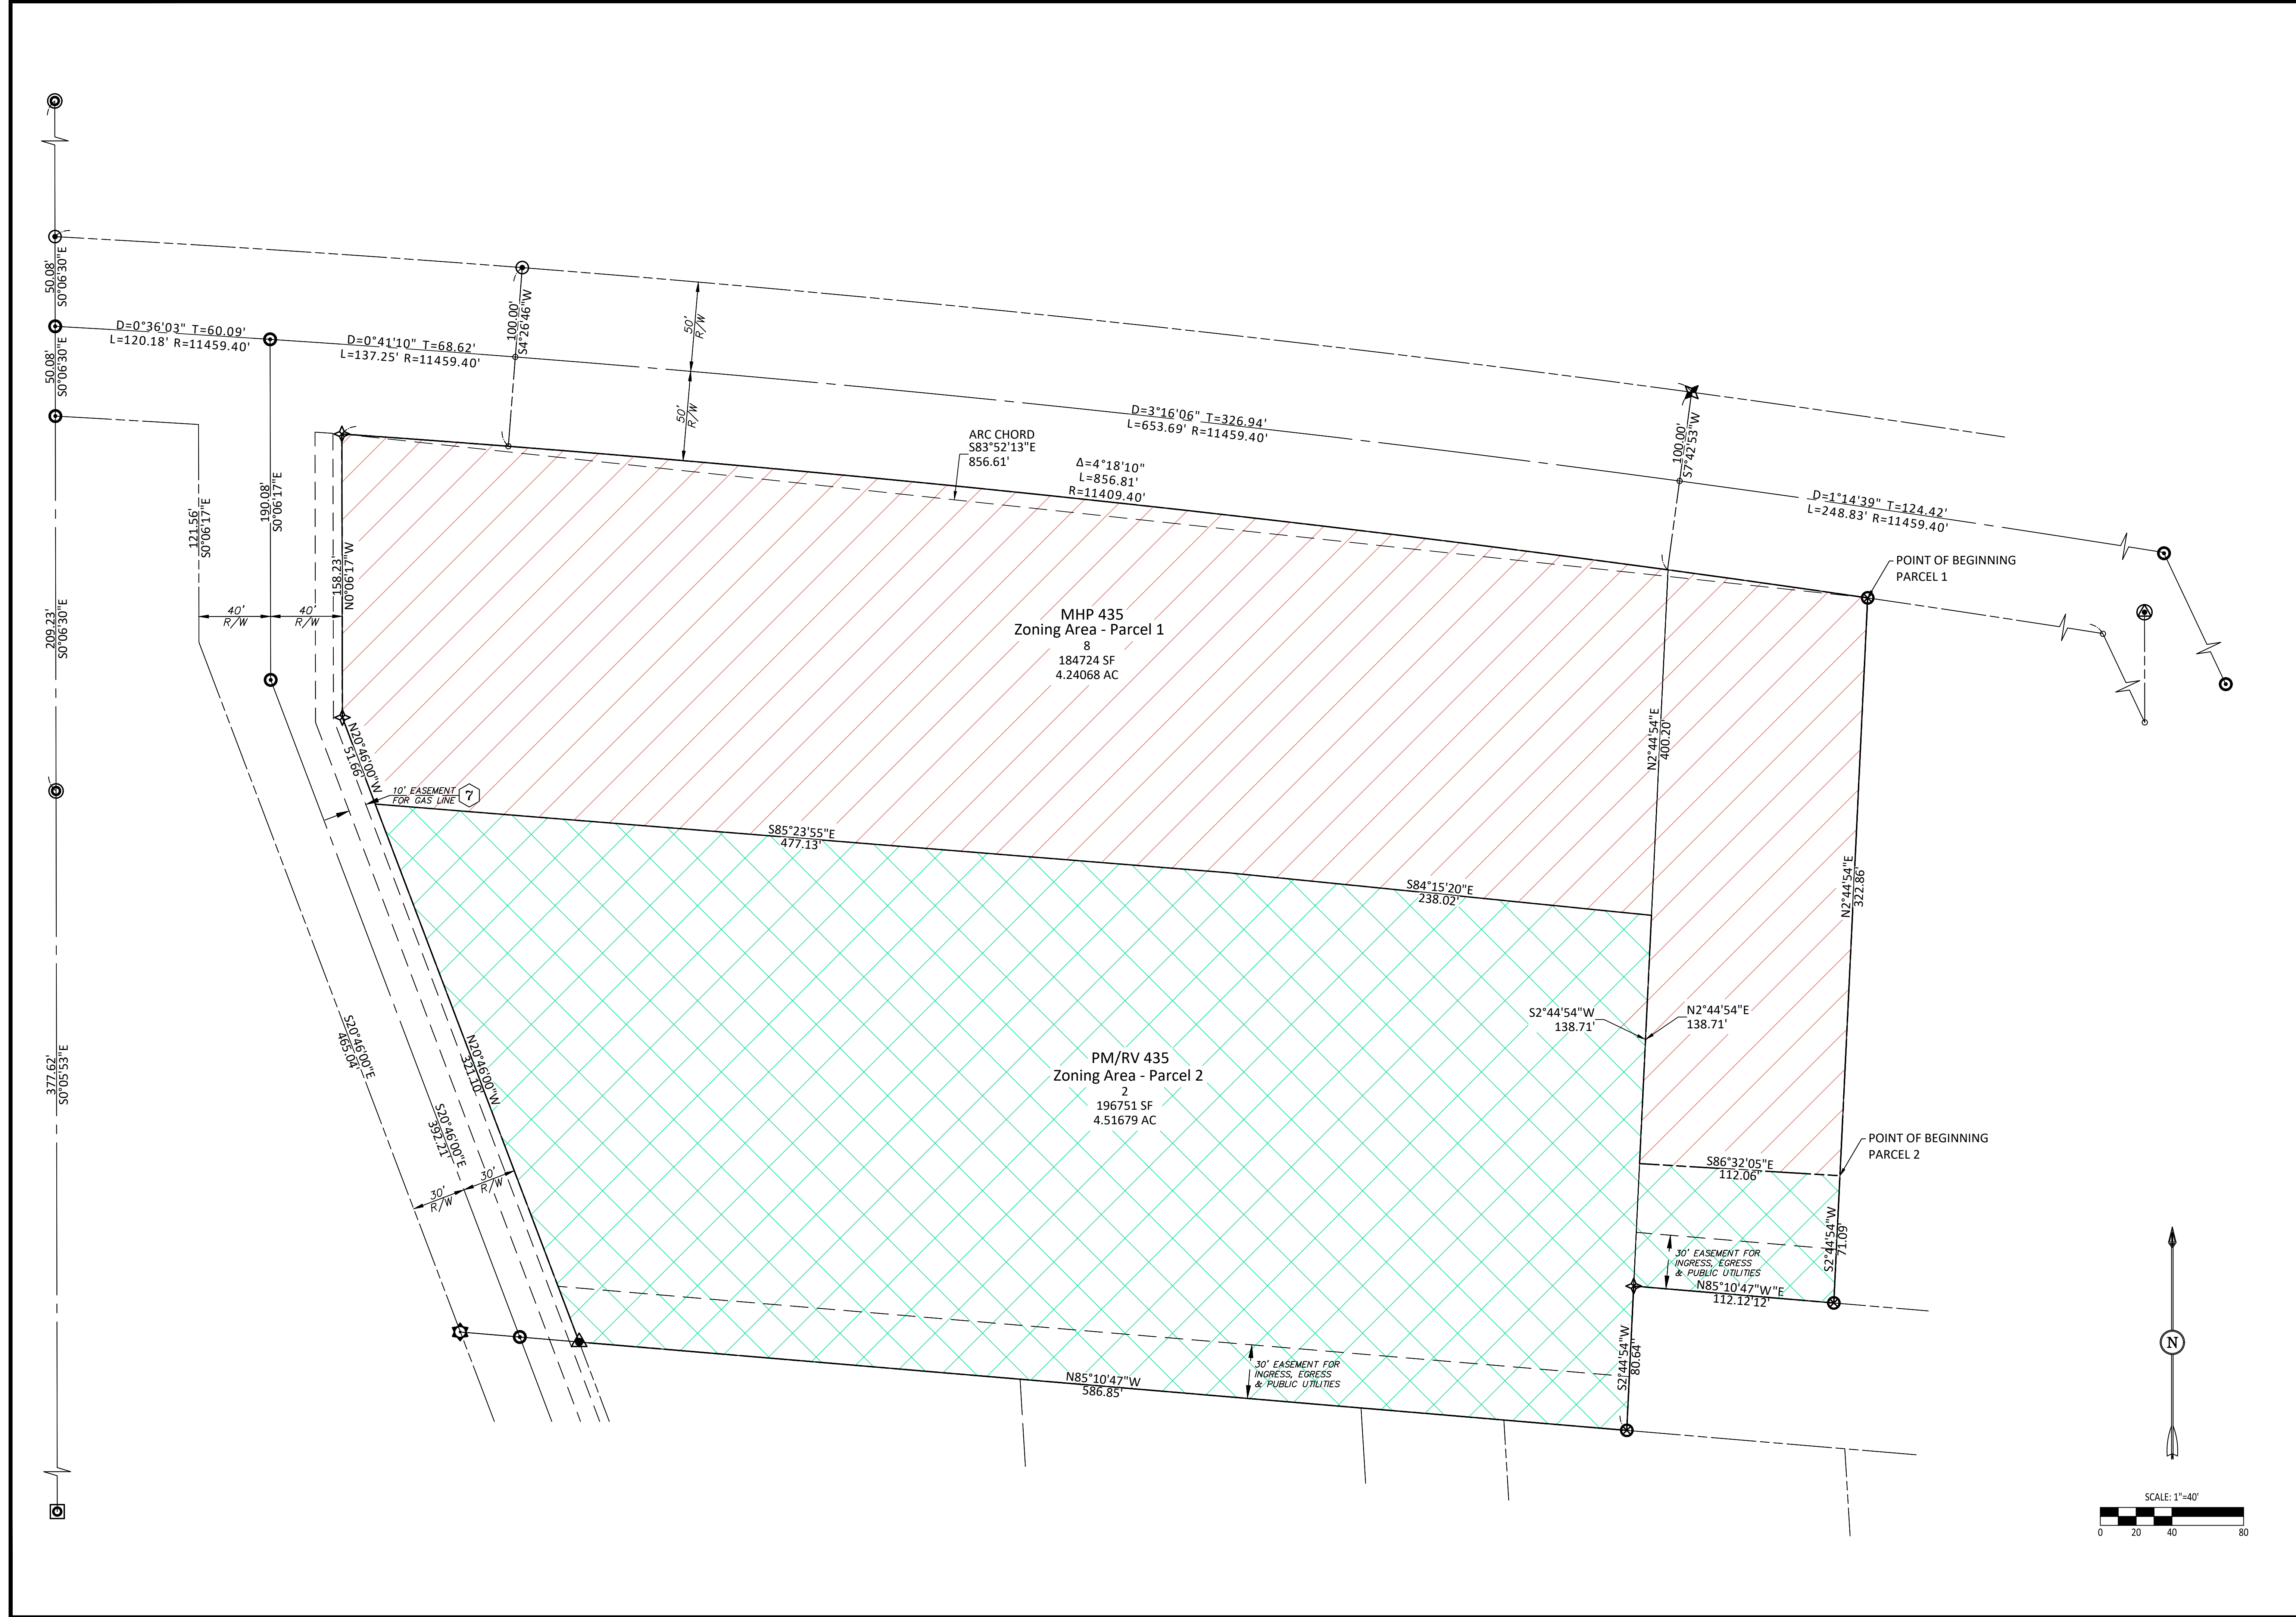 50.08'
S0°06'30"E
50.08'
S0°06'30"E
D=0°36'03" T=60.09'
L=120.18' R=11459.40'
D=0°41'10" T=68.62'
L=137.25' R=11459.40'
100.00'
S4°26'46"W
50'
R/W
50'
R/W
D=3°16'06" T=326.94'
L=653.69' R=11459.40'
ARC CHORD
S83°52'13"E
856.61'
Δ=4°18'10"
L=856.81'
R=11409.40'
100.00'
S7°42'53"W
D=1°14'39" T=124.42'
L=248.83' R=11459.40'
POINT OF BEGINNING
PARCEL 1
121.56'
S0°06'17"E
190.08'
S0°06'17"E
158.23'
N0°06'17"W
40'
R/W
40'
R/W
209.23'
S0°06'30"E
MHP 435
Zoning Area - Parcel 1
8
184724 SF
4.24068 AC
N2°44'54"E
400.20'
N20°46'00"W
51.66'
10' EASEMENT
FOR GAS LINE
7
S85°23'55"E
477.13'
S84°15'20"E
238.02'
N2°44'54"E
322.86'
S2°44'54"W
138.71'
N2°44'54"E
138.71'
377.62'
S0°05'53"E
S20°46'00"E
465.04'
N20°46'00"W
321.10'
S20°46'00"E
392.21'
30'
R/W
30'
R/W
PM/RV 435
Zoning Area - Parcel 2
2
196751 SF
4.51679 AC
POINT OF BEGINNING
PARCEL 2
S86°32'05"E
112.06'
S2°44'54"W
71.09'
30' EASEMENT FOR
INGRESS, EGRESS
& PUBLIC UTILITIES
N85°10'47"W"E
112.12'12'
S2°44'54"W
80.64'
30' EASEMENT FOR
INGRESS, EGRESS
& PUBLIC UTILITIES
N85°10'47"W
586.85'
N
SCALE: 1"=40'
0 20 40 80